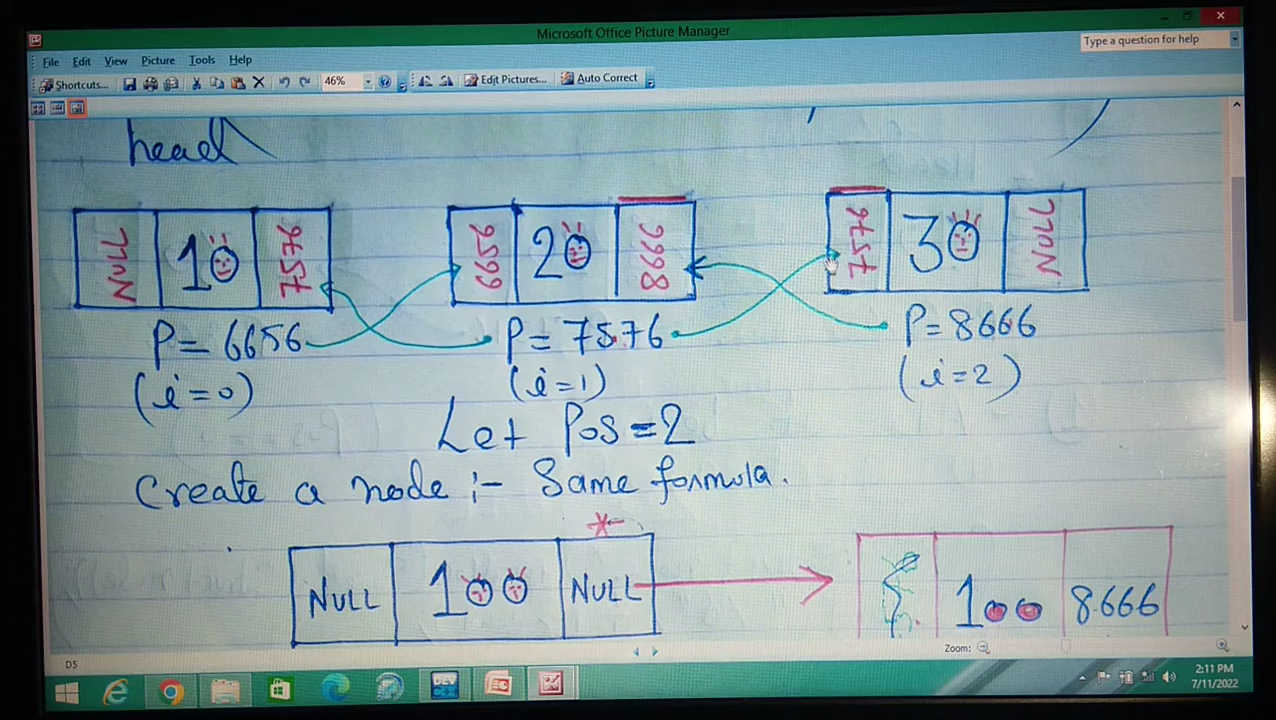 Microsoft Office Picture Manager
Type a question for help
File Edit View Picture Tools Help
Shortcuts... 46% Edit Pictures... Auto Correct
head
NULL 10 7576 6656 20 8666 7576 30 NULL
P= 6656 P= 7576 P= 8666
(i=0) (i=1) (i=2)
Let Pos=2
Create a node :- Same formula.
NULL 100 NULL 100 8666
Zoom:
D5
DEV
2:11 PM
7/11/2022